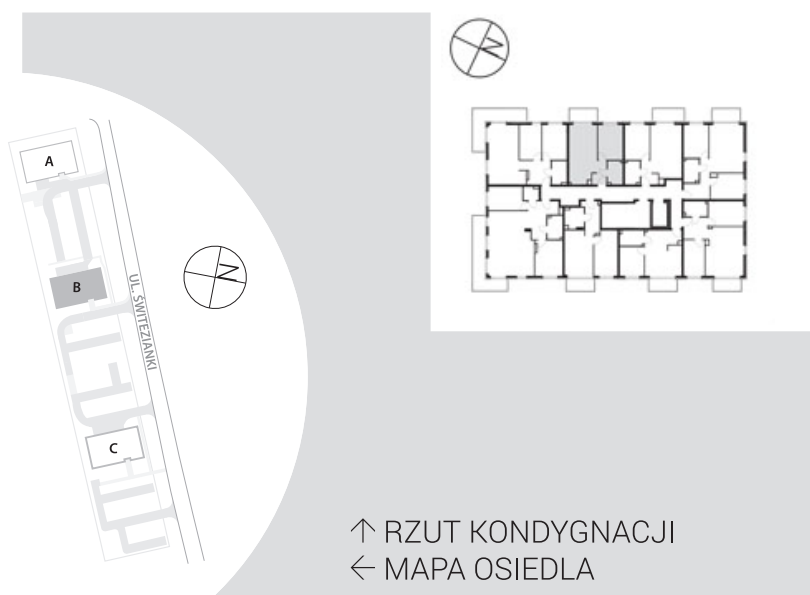 N
A
B
N
UL. ŚWITEZIANKI
C
↑ RZUT KONDYGNACJI
← MAPA OSIEDLA